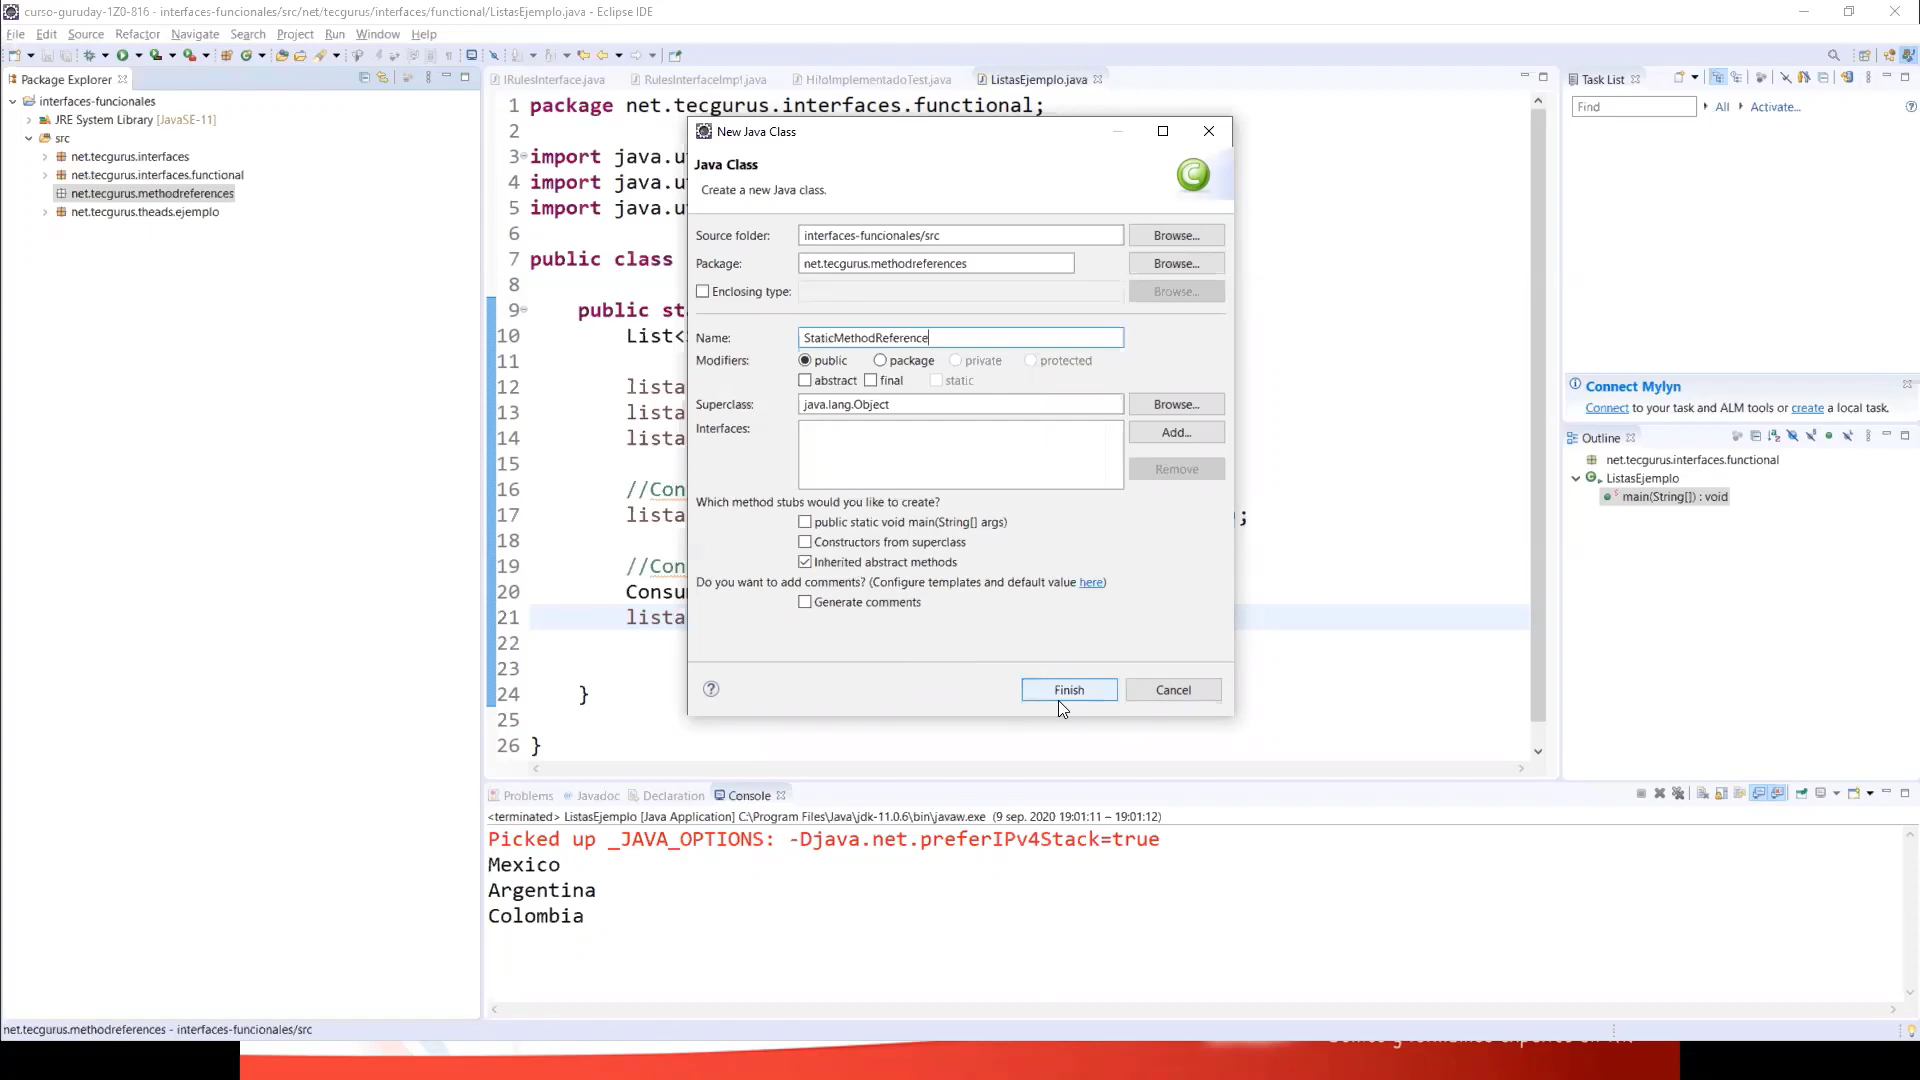 curso-guruday-1Z0-816 - interfaces-funcionales/src/net/tecgurus/interfaces/functional/ListasEjemplo.java - Eclipse IDE
File Edit Source Refactor Navigate Search Project Run Window Help
Package Explorer
interfaces-funcionales
JRE System Library [JavaSE-11]
src
net.tecgurus.interfaces
net.tecgurus.interfaces.functional
net.tecgurus.methodreferences
net.tecgurus.theads.ejemplo
IRulesInterface.java RulesInterfaceImpl.java HiloImplementadoTest.java ListasEjemplo.java
1 package net.tecgurus.interfaces.functional;
2
3 import java.u
4 import java.u
5 import java.u
6
7 public class
8
9 public st
10 List<
11
12 lista
13 lista
14 lista
15
16 //Con
17 lista ;
18
19 //Con
20 Consu
21 lista
22
23
24 }
25
26 }
New Java Class
Java Class
Create a new Java class.
Source folder: interfaces-funcionales/src Browse...
Package: net.tecgurus.methodreferences Browse...
Enclosing type: Browse...
Name: StaticMethodReference
Modifiers: public package private protected
abstract final static
Superclass: java.lang.Object Browse...
Interfaces: Add...
Remove
Which method stubs would you like to create?
public static void main(String[] args)
Constructors from superclass
Inherited abstract methods
Do you want to add comments? (Configure templates and default value here)
Generate comments
? Finish Cancel
Task List
Find All Activate...
Connect Mylyn
Connect to your task and ALM tools or create a local task.
Outline
net.tecgurus.interfaces.functional
ListasEjemplo
main(String[]) : void
Problems Javadoc Declaration Console
<terminated> ListasEjemplo [Java Application] C:\Program Files\Java\jdk-11.0.6\bin\javaw.exe (9 sep. 2020 19:01:11 – 19:01:12)
Picked up _JAVA_OPTIONS: -Djava.net.preferIPv4Stack=true
Mexico
Argentina
Colombia
net.tecgurus.methodreferences - interfaces-funcionales/src